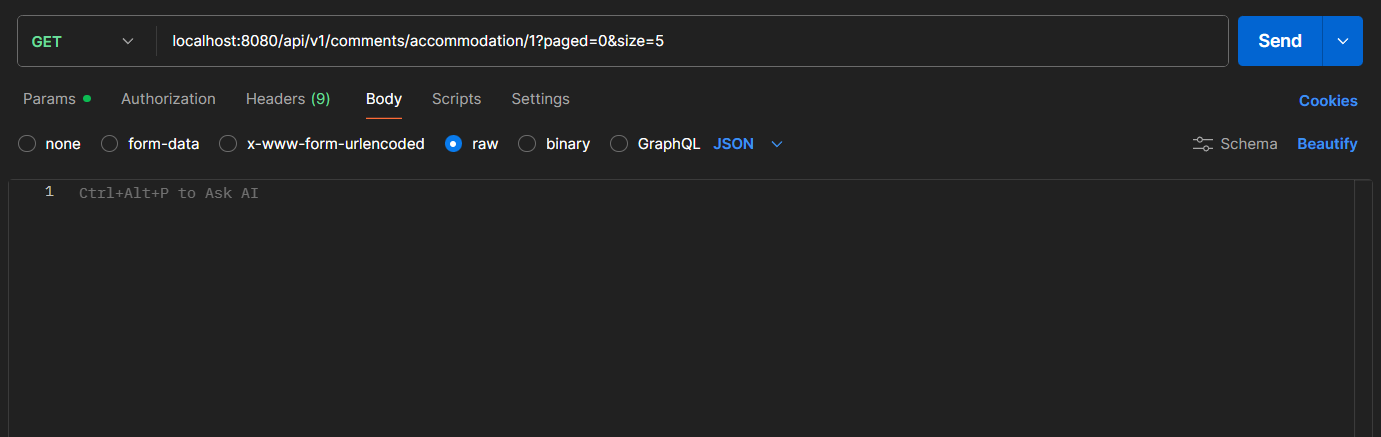 GET localhost:8080/api/v1/comments/accommodation/1?paged=0&size=5 Send
Params Authorization Headers (9) Body Scripts Settings Cookies
none form-data x-www-form-urlencoded raw binary GraphQL JSON Schema Beautify
1 Ctrl+Alt+P to Ask AI